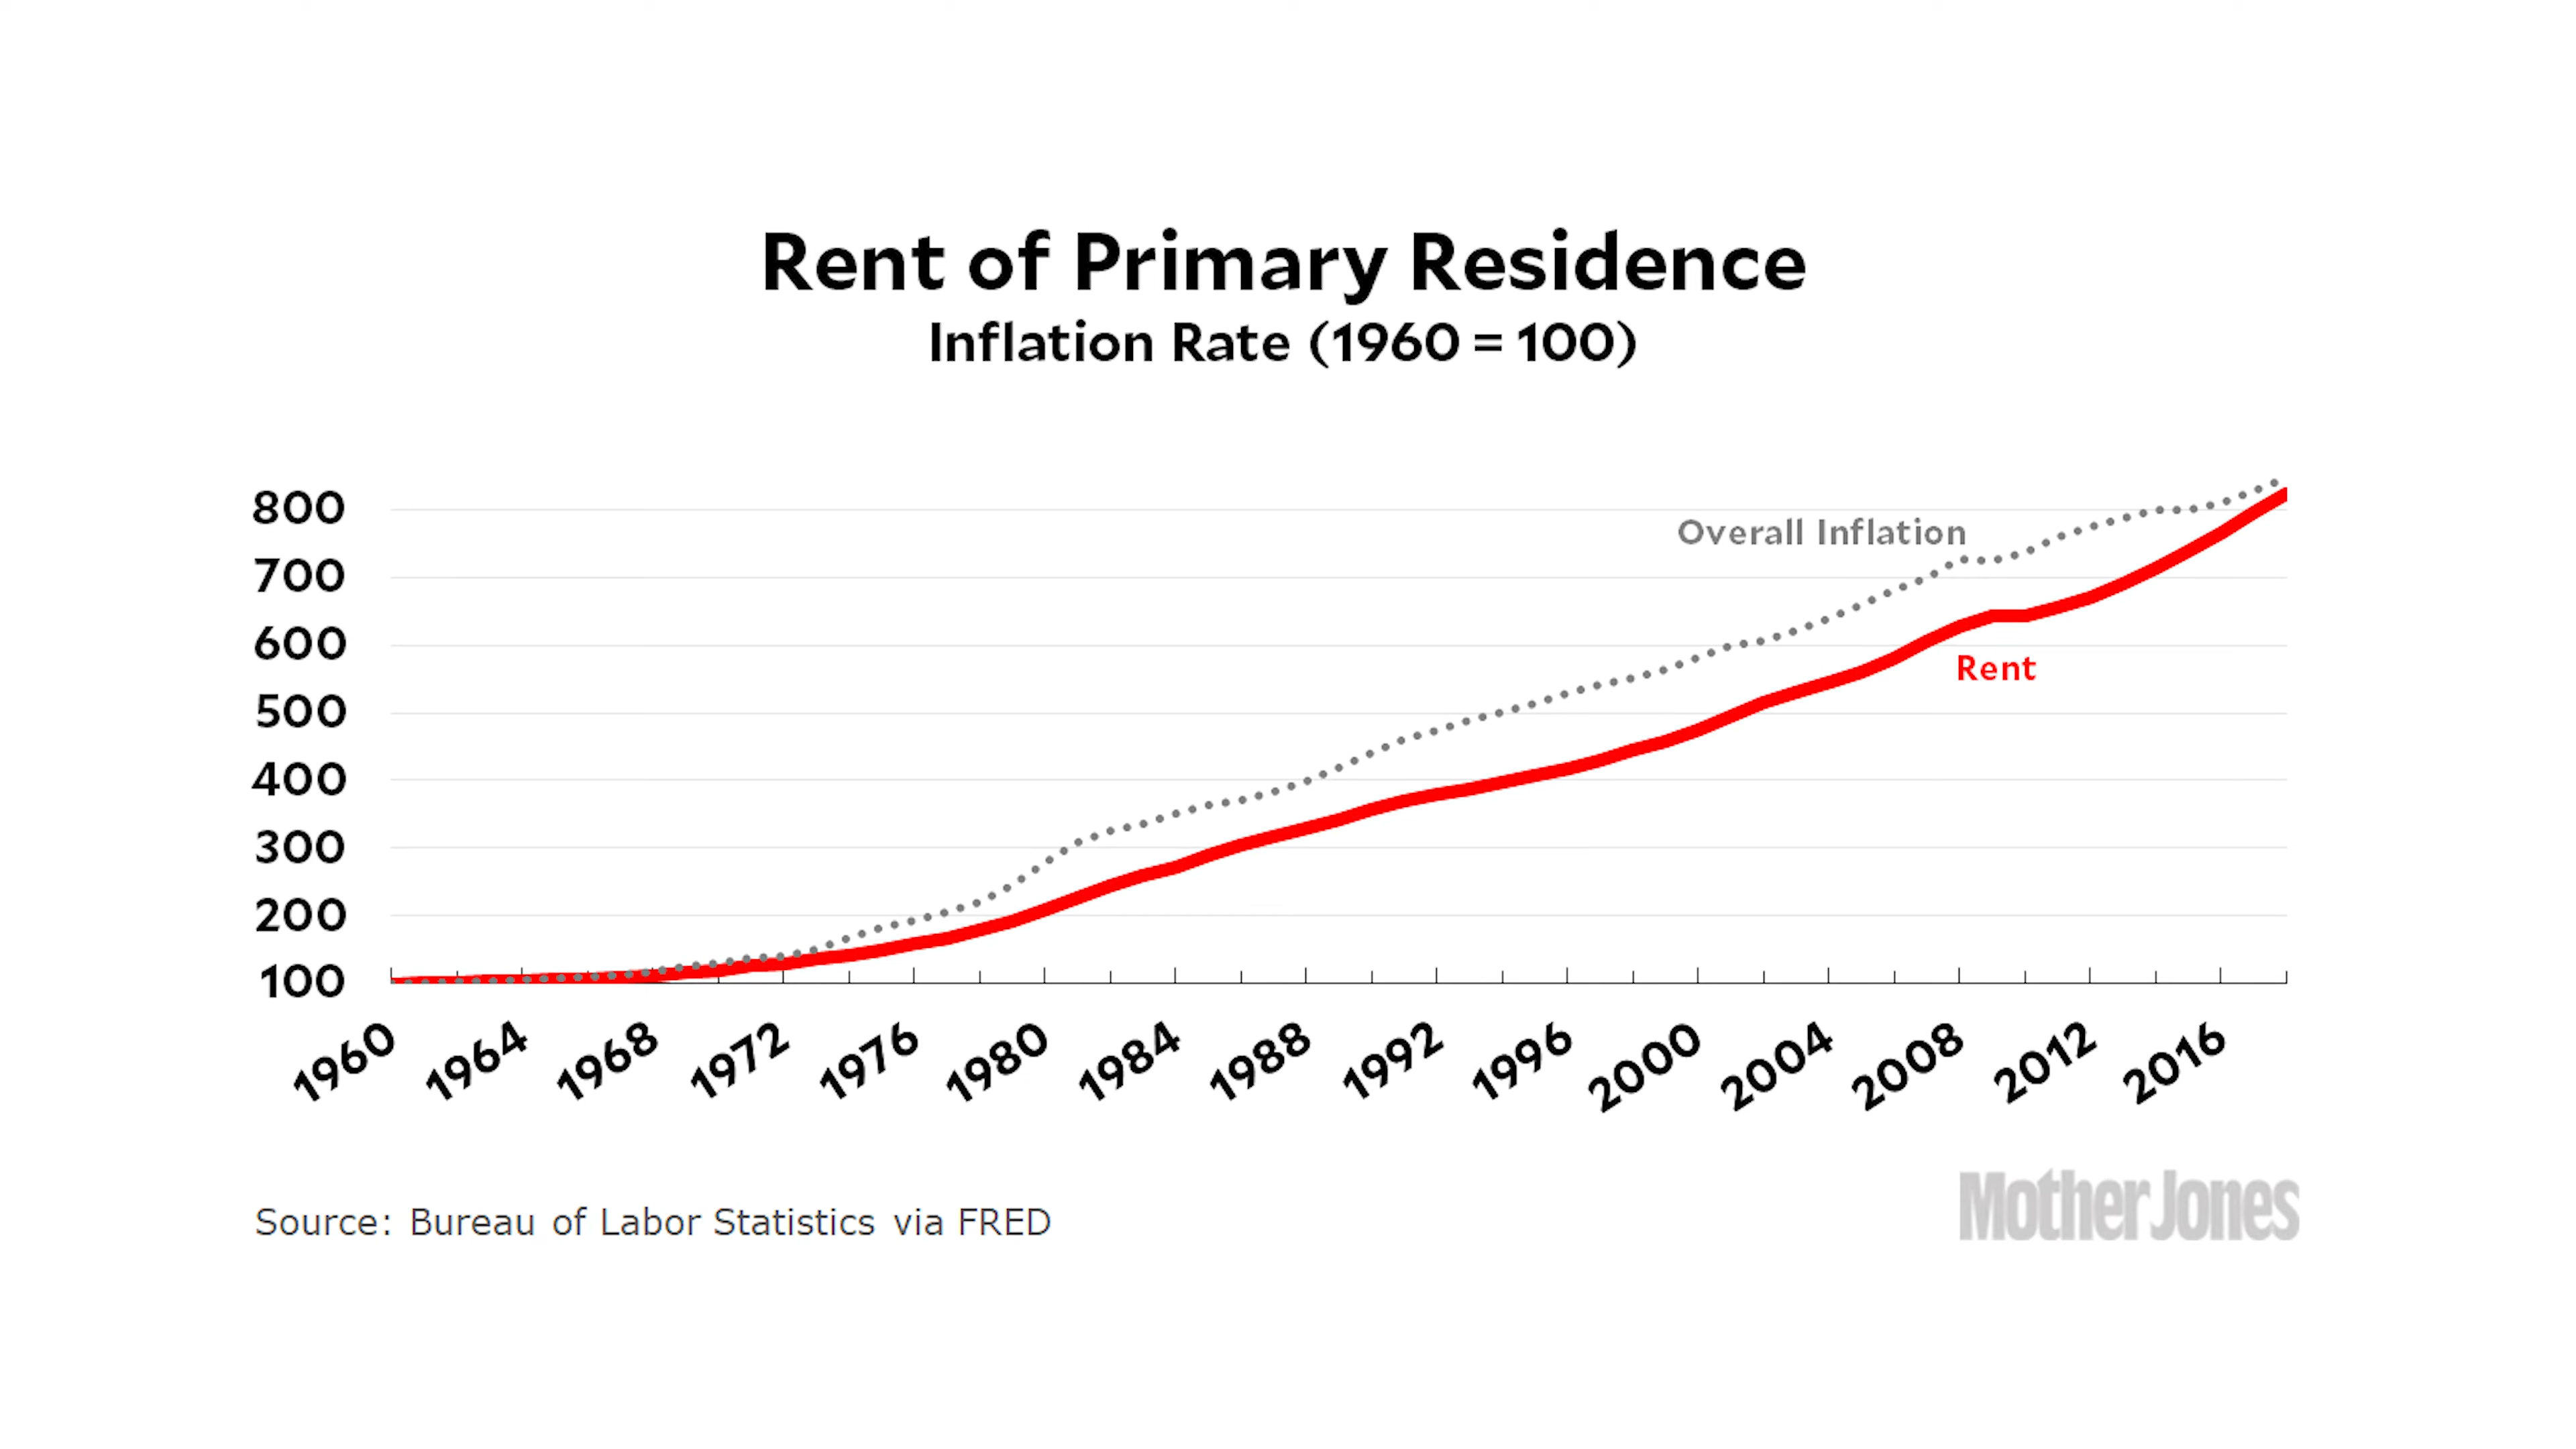 Rent of Primary Residence
Inflation Rate (1960 = 100)
800
700
600
500
400
300
200
100
Overall Inflation
Rent
1960 1964 1968 1972 1976 1980 1984 1988 1992 1996 2000 2004 2008 2012 2016
Source: Bureau of Labor Statistics via FRED
Mother Jones